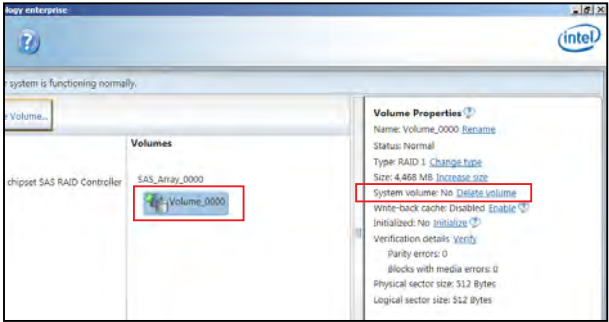 logy enterprise
intel
system is functioning normally.
Volume...
Volumes
chipset SAS RAID Controller
SAS_Array_0000
Volume_0000
Volume Properties
Name: Volume_0000 Rename
Status: Normal
Type: RAID 1 Change type
Size: 4,468 MB Increase size
System volume: No Delete volume
Write-back cache: Disabled Enable
Initialized: No Initialize
Verification details Verify
Parity errors: 0
Blocks with media errors: 0
Physical sector size: 512 Bytes
Logical sector size: 512 Bytes